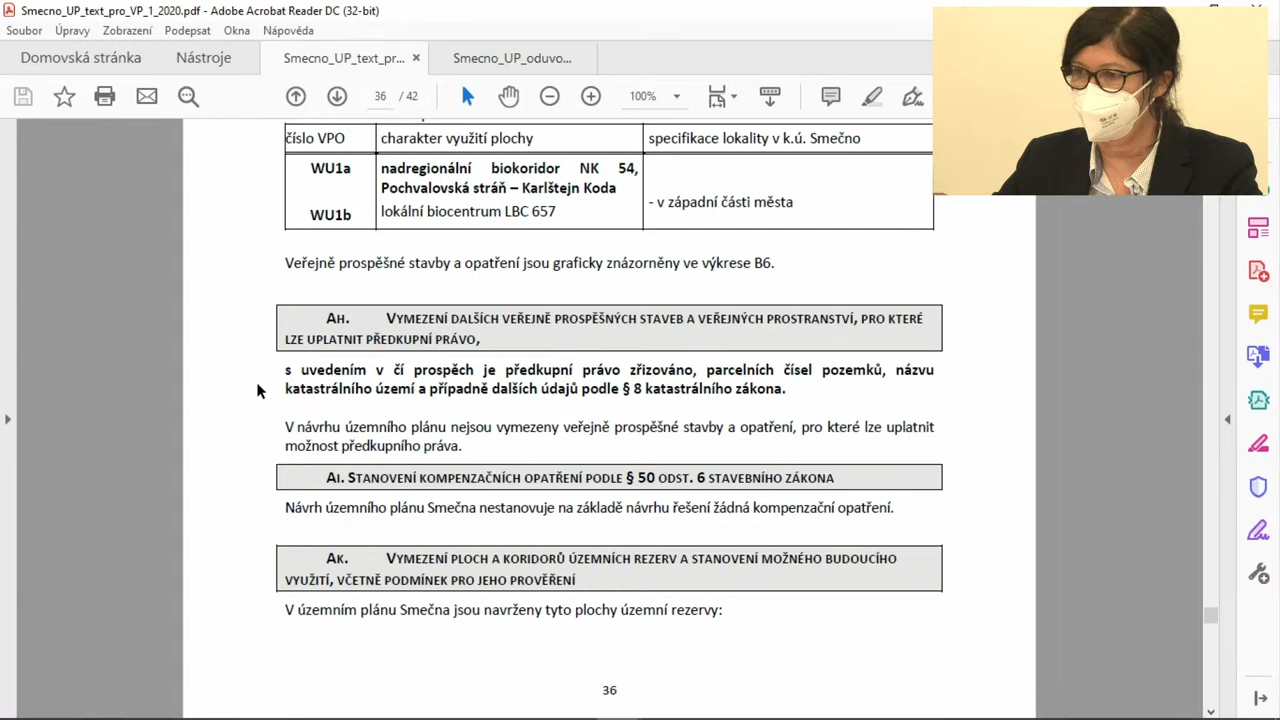 Smecno_UP_text_pro_VP_1_2020.pdf - Adobe Acrobat Reader DC (32-bit)
Soubor Úpravy Zobrazení Podepsat Okna Nápověda
Domovská stránka Nástroje Smecno_UP_text_pr... × Smecno_UP_oduvo...
36 / 42 100%
číslo VPO charakter využití plochy specifikace lokality v k.ú. Smečno
WU1a nadregionální biokoridor NK 54,
Pochvalovská stráň – Karlštejn Koda
- v západní části města
WU1b lokální biocentrum LBC 657
Veřejně prospěšné stavby a opatření jsou graficky znázorněny ve výkrese B6.
AH. VYMEZENÍ DALŠÍCH VEŘEJNĚ PROSPĚŠNÝCH STAVEB A VEŘEJNÝCH PROSTRANSTVÍ, PRO KTERÉ
LZE UPLATNIT PŘEDKUPNÍ PRÁVO,
s uvedením v čí prospěch je předkupní právo zřizováno, parcelních čísel pozemků, názvu
katastrálního území a případně dalších údajů podle § 8 katastrálního zákona.
V návrhu územního plánu nejsou vymezeny veřejně prospěšné stavby a opatření, pro které lze uplatnit
možnost předkupního práva.
AI. STANOVENÍ KOMPENZAČNÍCH OPATŘENÍ PODLE § 50 ODST. 6 STAVEBNÍHO ZÁKONA
Návrh územního plánu Smečna nestanovuje na základě návrhu řešení žádná kompenzační opatření.
AK. VYMEZENÍ PLOCH A KORIDORŮ ÚZEMNÍCH REZERV A STANOVENÍ MOŽNÉHO BUDOUCÍHO
VYUŽITÍ, VČETNĚ PODMÍNEK PRO JEHO PROVĚŘENÍ
V územním plánu Smečna jsou navrženy tyto plochy územní rezervy:
36